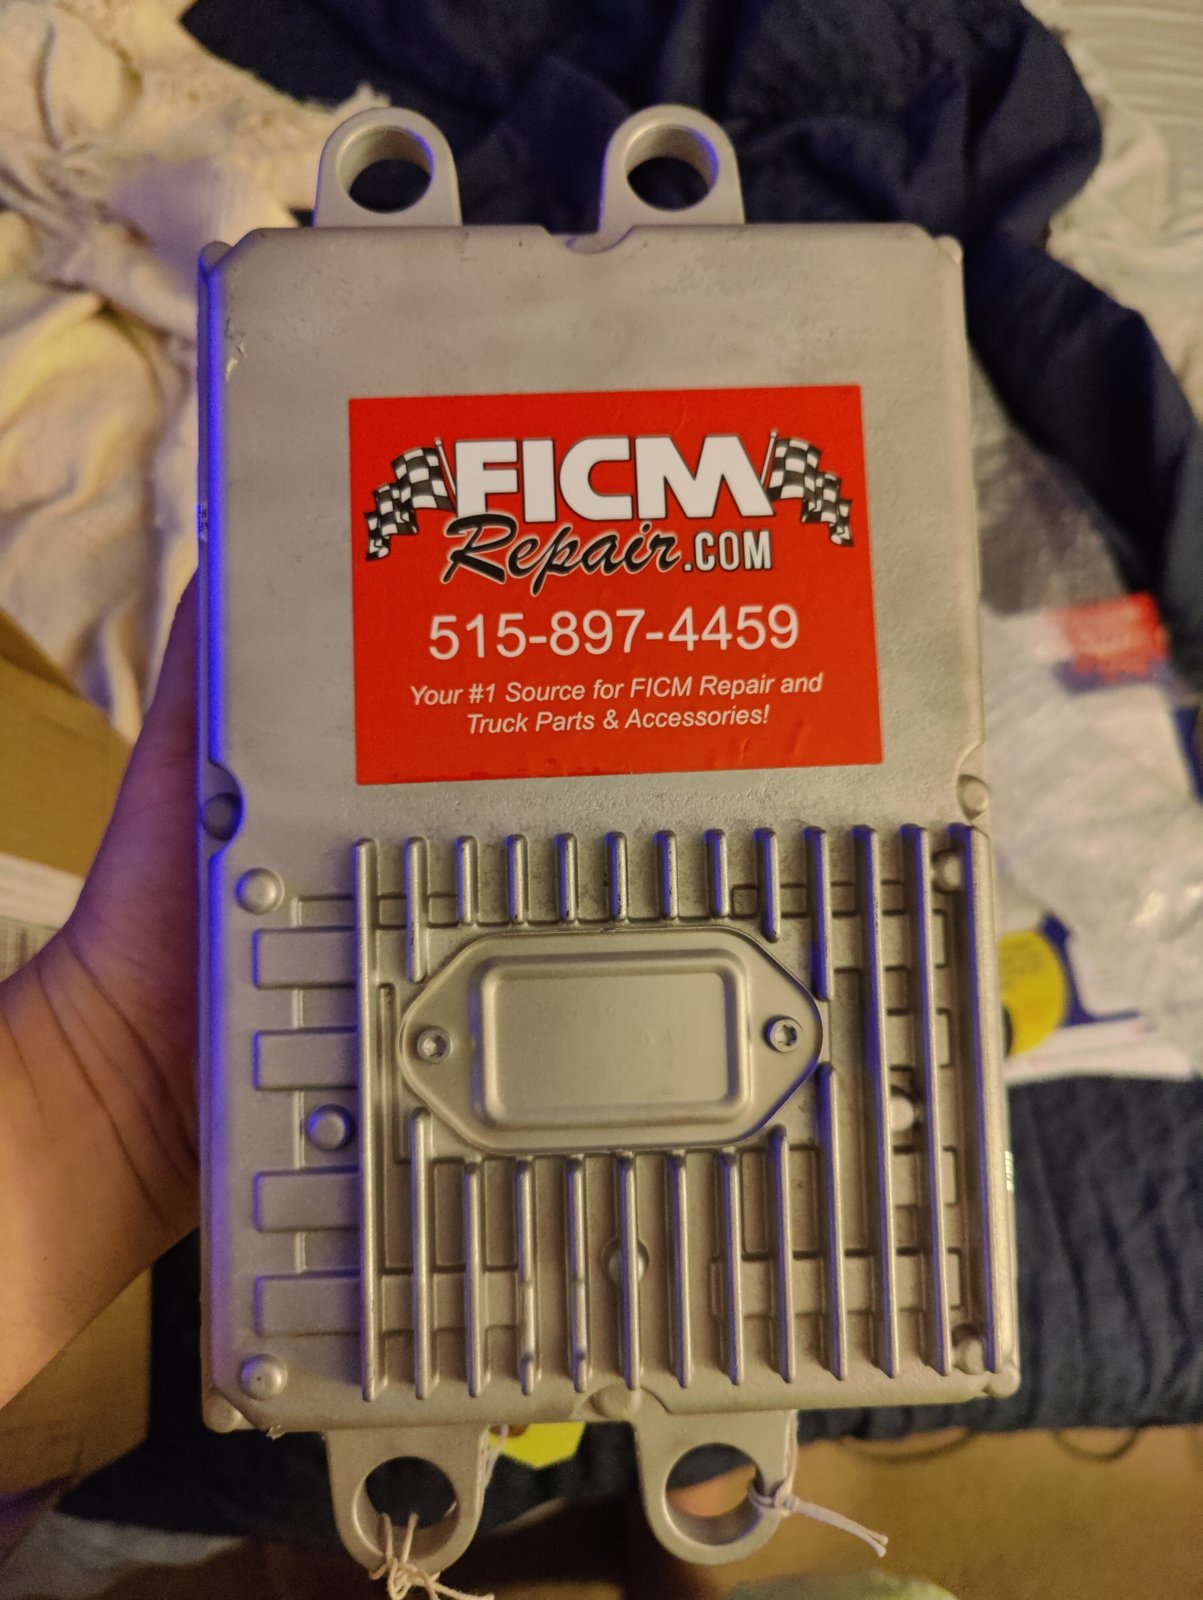 FICM
Repair.COM
515-897-4459
Your #1 Source for FICM Repair and
Truck Parts & Accessories!